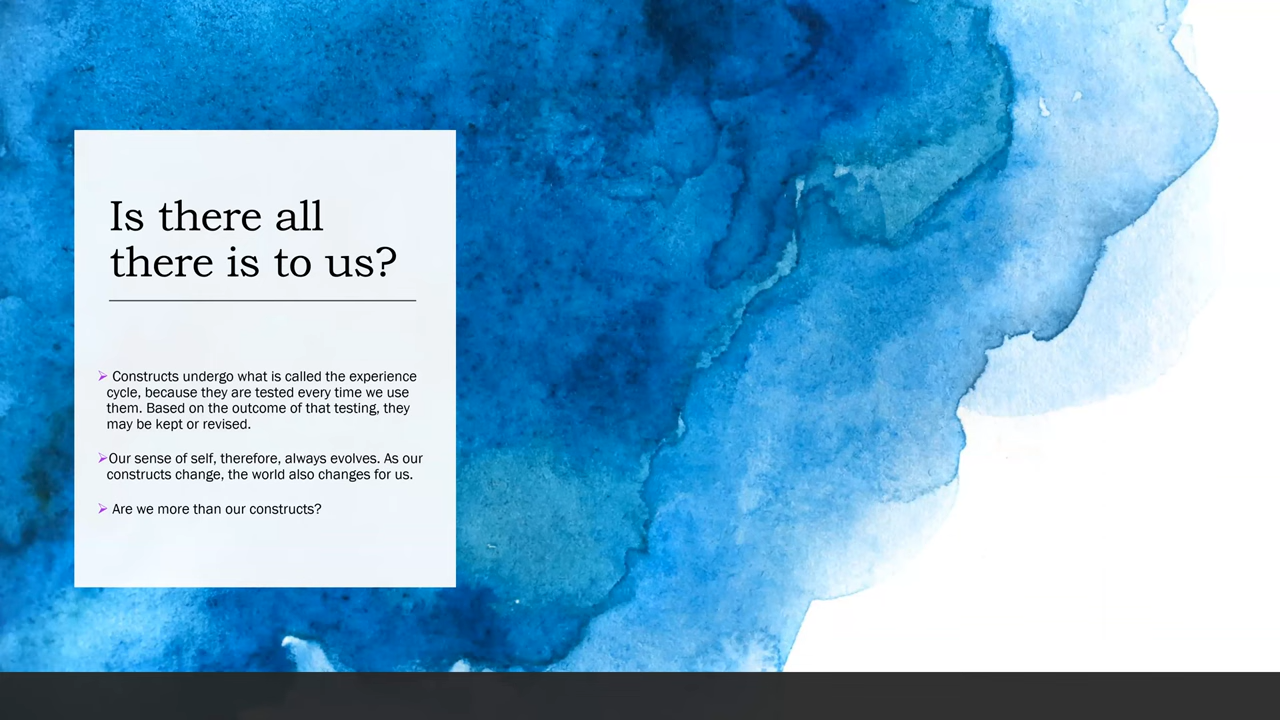 Is there all
there is to us?
➢ Constructs undergo what is called the experience
cycle, because they are tested every time we use
them. Based on the outcome of that testing, they
may be kept or revised.
➢Our sense of self, therefore, always evolves. As our
constructs change, the world also changes for us.
➢ Are we more than our constructs?